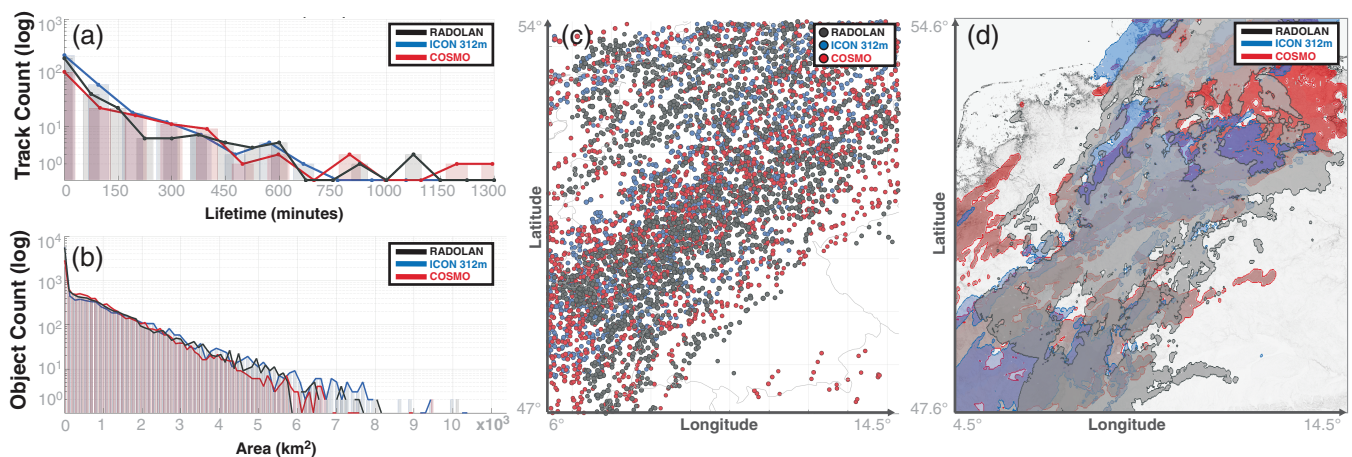 (a)
Track Count (log)
10³
10²
10¹
10⁰
RADOLAN
ICON 312m
COSMO
0 150 300 450 600 750 1000 1150 1300
Lifetime (minutes)
(b)
Object Count (log)
10⁴
10³
10²
10¹
10⁰
RADOLAN
ICON 312m
COSMO
0 1 2 3 4 5 6 7 8 9 10 x10³
Area (km²)
(c)
54°
Latitude
47°
RADOLAN
ICON 312m
COSMO
6° Longitude 14.5°
(d)
54.6°
Latitude
47.6°
RADOLAN
ICON 312m
COSMO
4.5° Longitude 14.5°